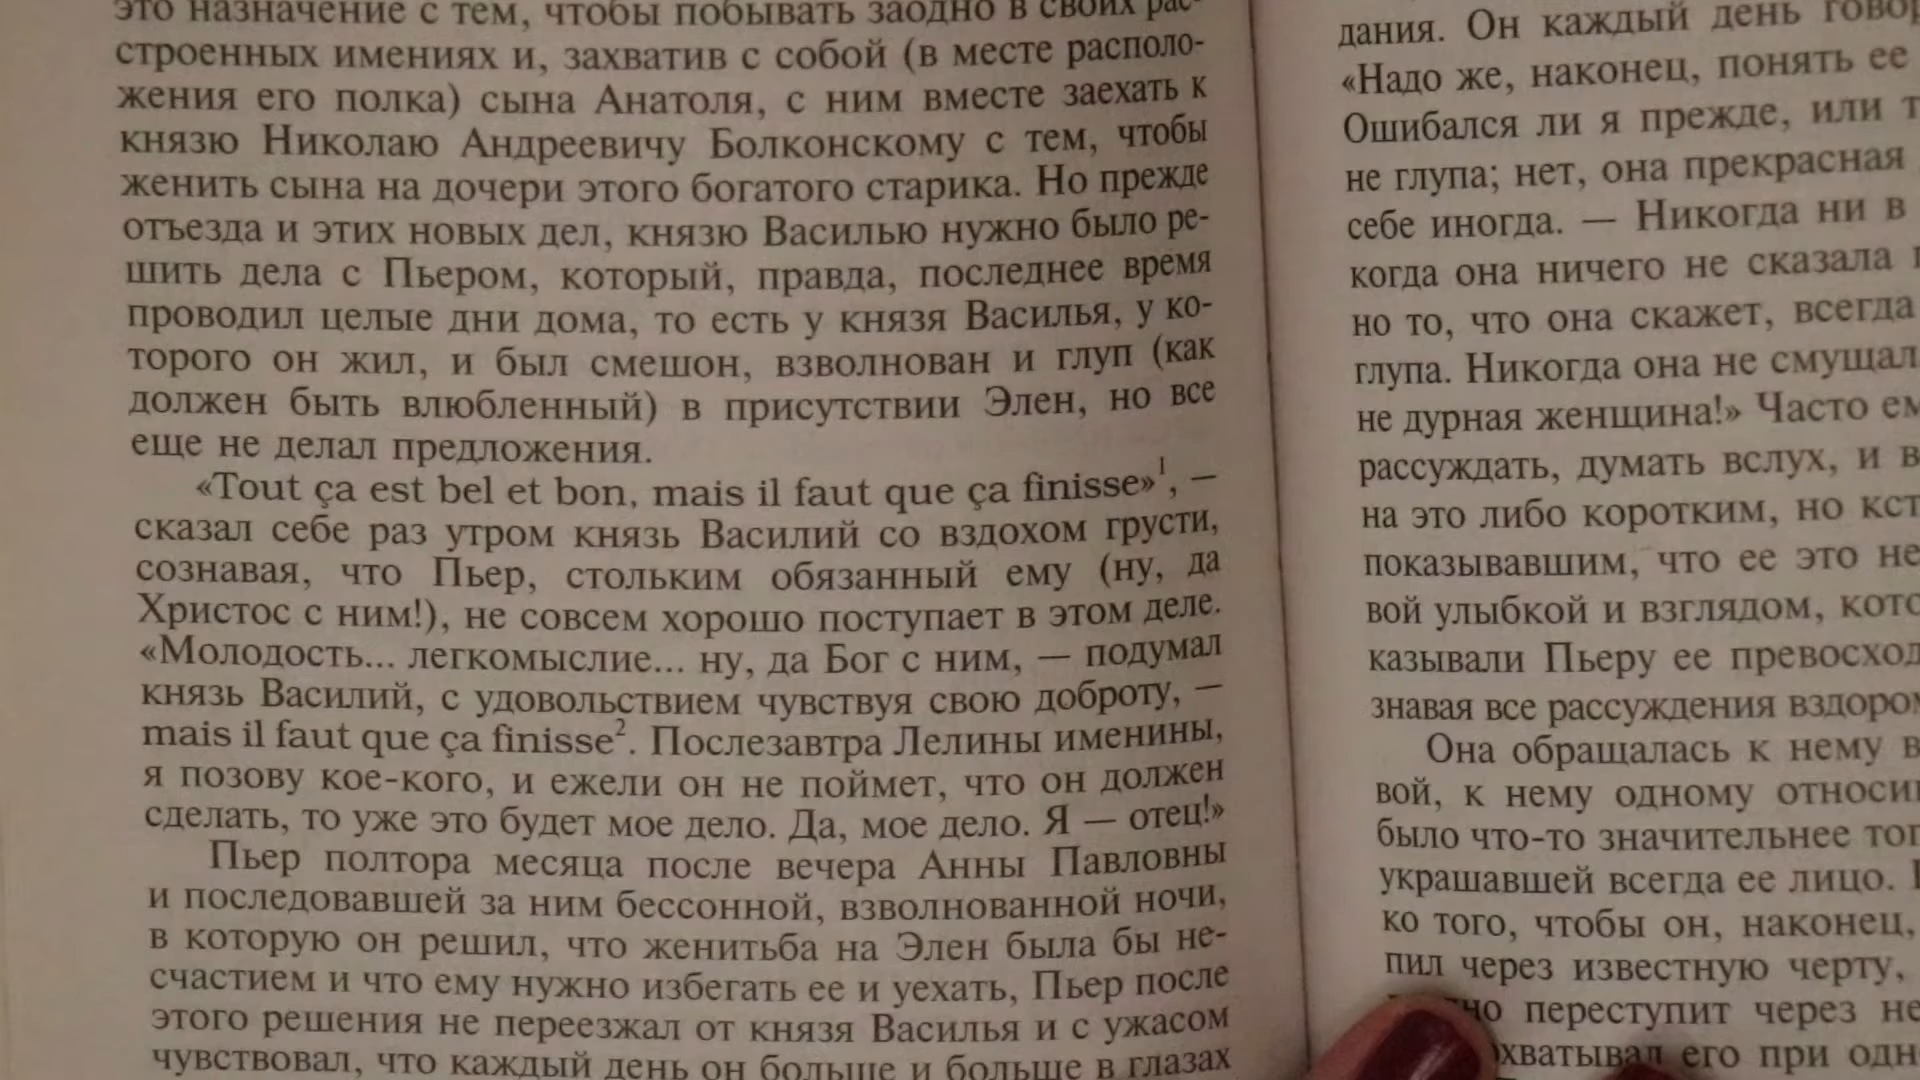 это назначение с тем, чтобы побывать заодно в своих рас-
строенных имениях и, захватив с собой (в месте располо-
жения его полка) сына Анатоля, с ним вместе заехать к
князю Николаю Андреевичу Болконскому с тем, чтобы
женить сына на дочери этого богатого старика. Но прежде
отъезда и этих новых дел, князю Василью нужно было ре-
шить дела с Пьером, который, правда, последнее время
проводил целые дни дома, то есть у князя Василья, у ко-
торого он жил, и был смешон, взволнован и глуп (как
должен быть влюбленный) в присутствии Элен, но все
еще не делал предложения.
«Tout ça est bel et bon, mais il faut que ça finisse»¹, —
сказал себе раз утром князь Василий со вздохом грусти,
сознавая, что Пьер, стольким обязанный ему (ну, да
Христос с ним!), не совсем хорошо поступает в этом деле.
«Молодость... легкомыслие... ну, да Бог с ним, — подумал
князь Василий, с удовольствием чувствуя свою доброту, —
mais il faut que ça finisse². Послезавтра Лелины именины,
я позову кое-кого, и ежели он не поймет, что он должен
сделать, то уже это будет мое дело. Да, мое дело. Я — отец!»
Пьер полтора месяца после вечера Анны Павловны
и последовавшей за ним бессонной, взволнованной ночи,
в которую он решил, что женитьба на Элен была бы не-
счастием и что ему нужно избегать ее и уехать, Пьер после
этого решения не переезжал от князя Василья и с ужасом
чувствовал, что каждый день он больше и больше в глазах
дания. Он каждый день
«Надо же, наконец, понять ее
Ошибался ли я прежде, или
не глупа; нет, она прекрасная
себе иногда. — Никогда ни в
когда она ничего не сказала
но то, что она скажет, всегда
глупа. Никогда она не
не дурная женщина!» Часто
рассуждать, думать вслух, и
на это либо коротким, но
показывавшим, что ее это не
вой улыбкой и взглядом,
казывали Пьеру ее
знавая все рассуждения
Она обращалась к нему
вой, к нему одному
было что-то значительнее
украшавшей всегда ее лицо.
ко того, чтобы он, наконец,
пил через известную черту,
переступит через
его при